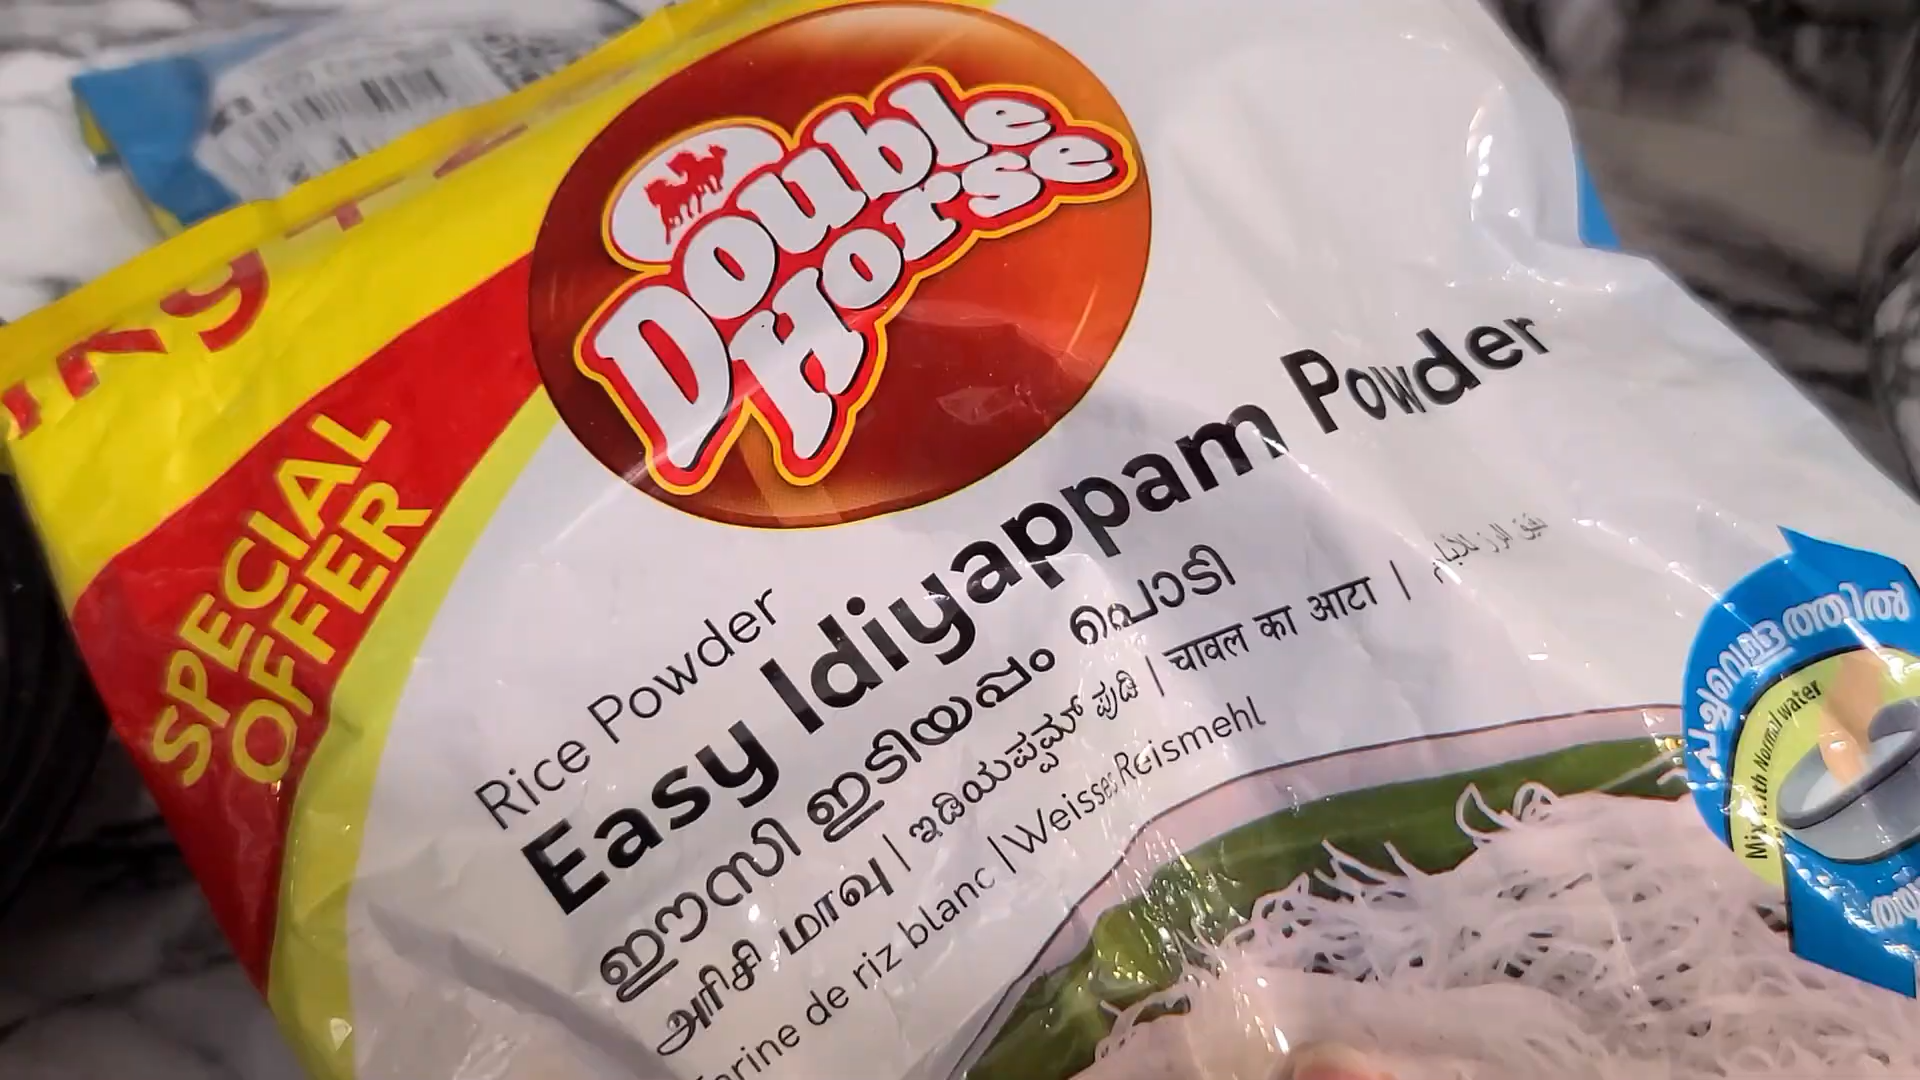 Double
Horse
SPECIAL
OFFER
Rice Powder
Easy Idiyappam Powder
ഈസി ഇടിയപ്പം പൊടി
அரிசி மாவு | ಇಡಿಯಪ್ಪಮ್ ಪುಡಿ | चावल का आटा |
Farine de riz blanc | Weisses Reismehl
Mix with Normal water